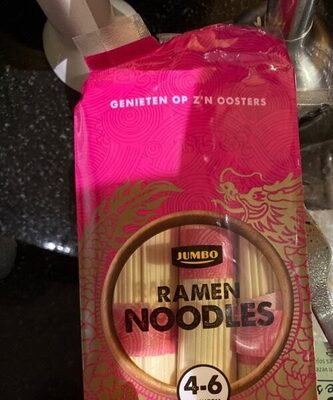 GENIETEN OP Z'N OOSTERS
JUMBO
RAMEN
NOODLES
4-6